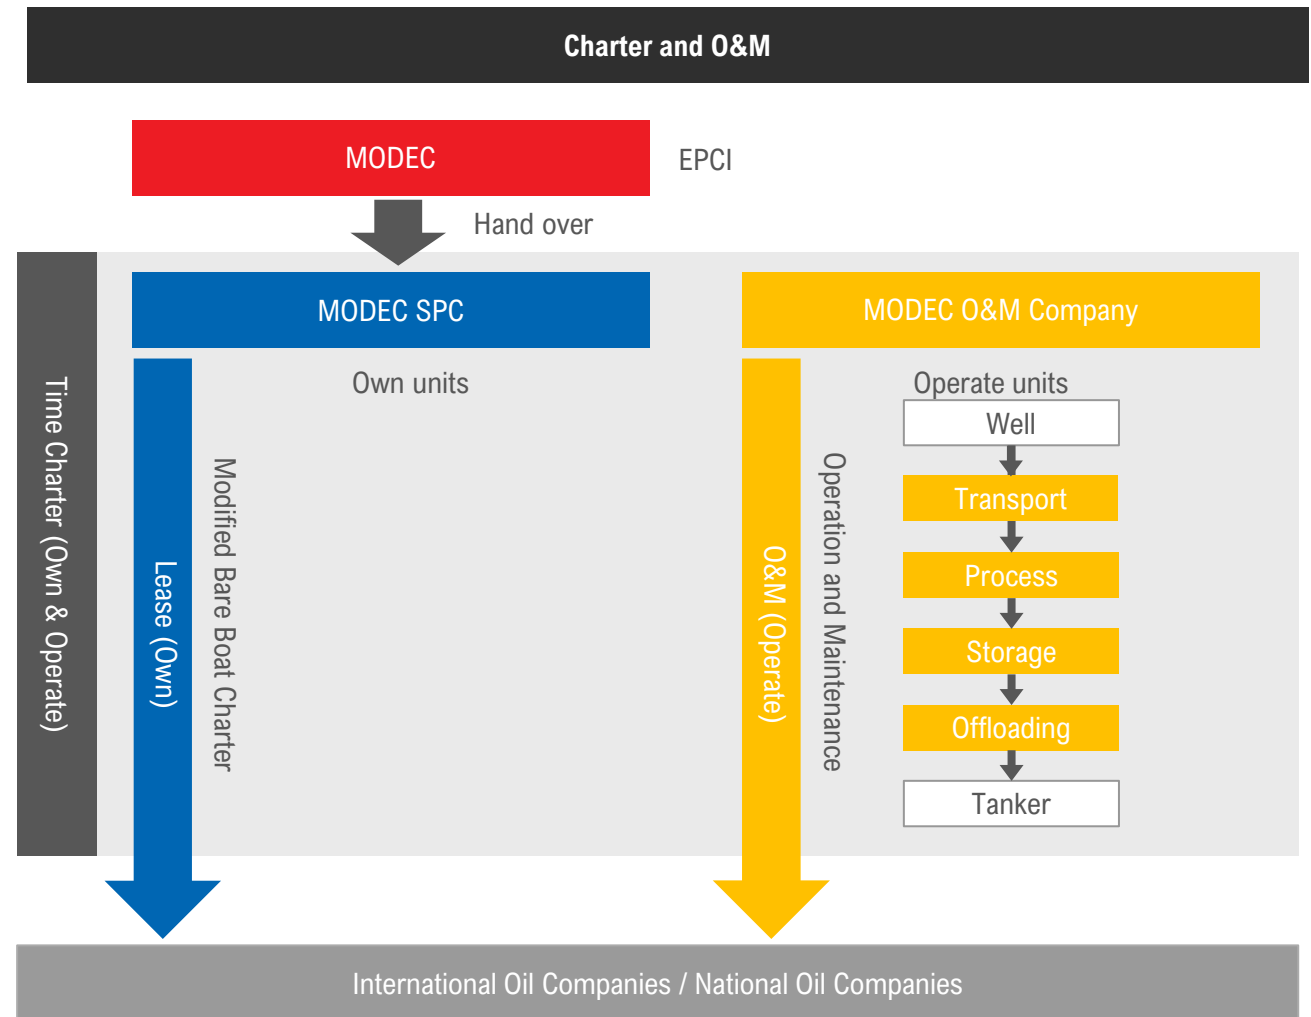 Charter and O&M
MODEC
EPCI
Hand over
Time Charter (Own & Operate)
MODEC SPC
Own units
Lease (Own)
Modified Bare Boat Charter
MODEC O&M Company
Operate units
O&M (Operate)
Operation and Maintenance
Well
Transport
Process
Storage
Offloading
Tanker
International Oil Companies / National Oil Companies